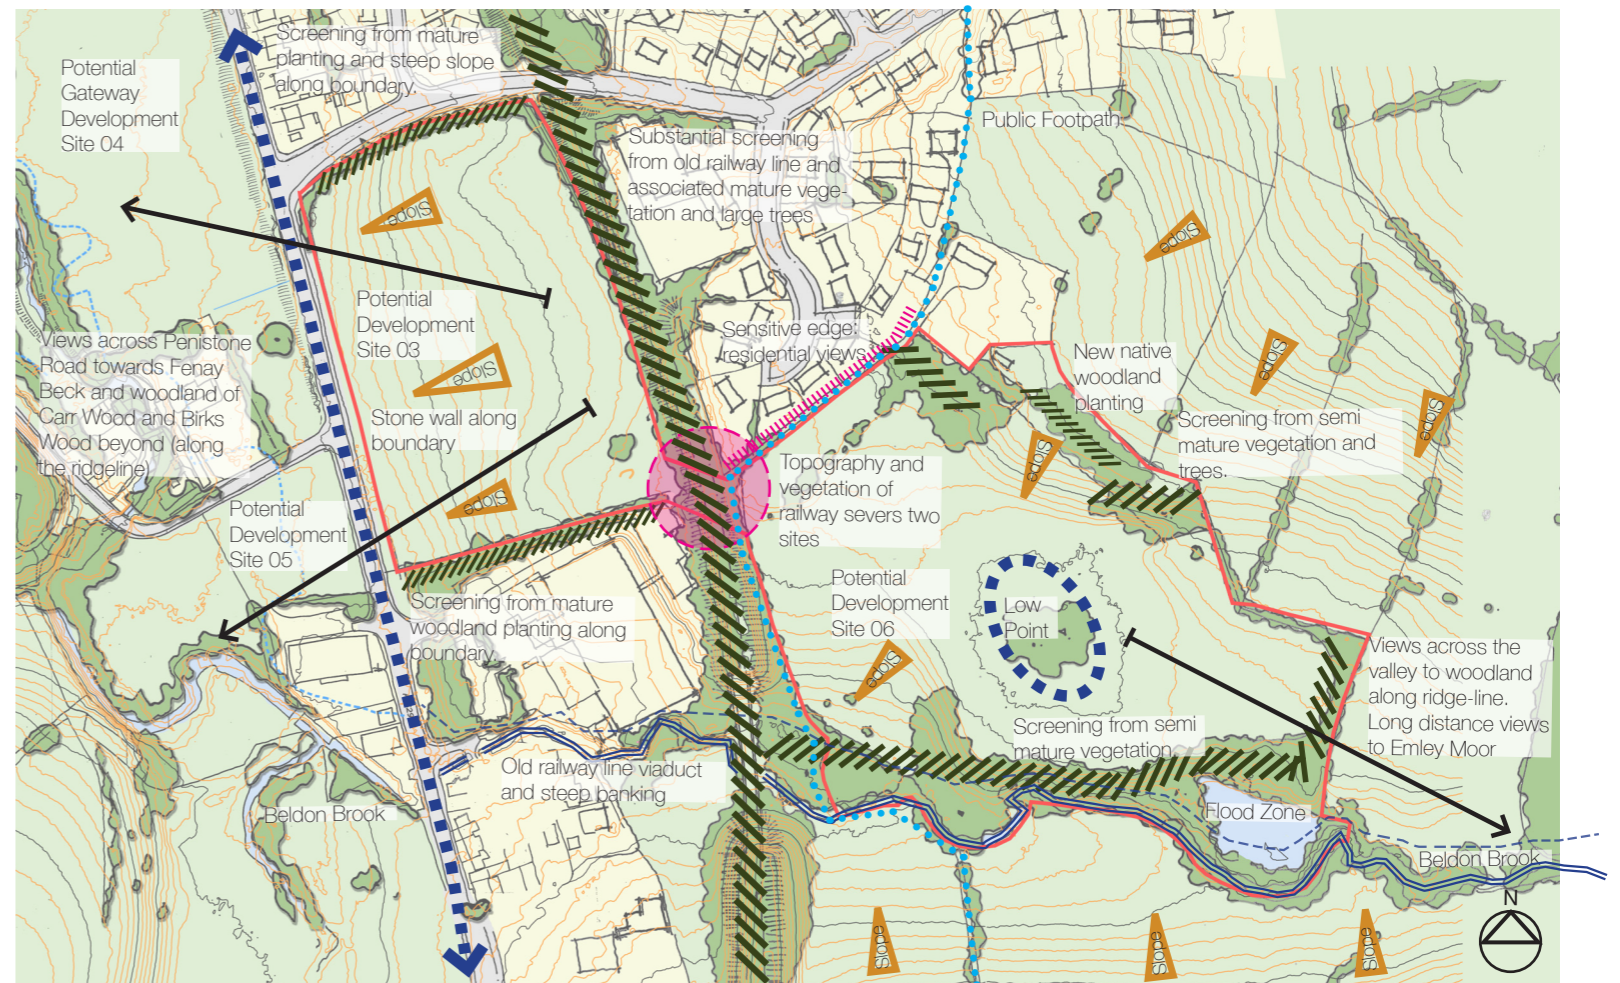 Screening from mature
planting and steep slope
along boundary.
Potential
Gateway
Development
Site 04
Public Footpath
Substantial screening
from old railway line and
associated mature vege-
tation and large trees
Slope
Slope
Potential
Development
Site 03
Sensitive edge:
residential views
Views across Penistone
Road towards Fenay
Beck and woodland of
Carr Wood and Birks
Wood beyond (along
the ridgeline)
New native
woodland
planting
Slope
Slope
Stone wall along
boundary
Screening from semi
mature vegetation and
trees.
Slope
Slope
Topography and
vegetation of
railway severs two
sites
Slope
Potential
Development
Site 05
Potential
Development
Site 06
Low
Point
Screening from mature
woodland planting along
boundary
Slope
Views across the
valley to woodland
along ridge-line.
Long distance views
to Emley Moor
Screening from semi
mature vegetation
Old railway line viaduct
and steep banking
Beldon Brook
Flood Zone
Beldon Brook
N
Slope
Slope
Slope